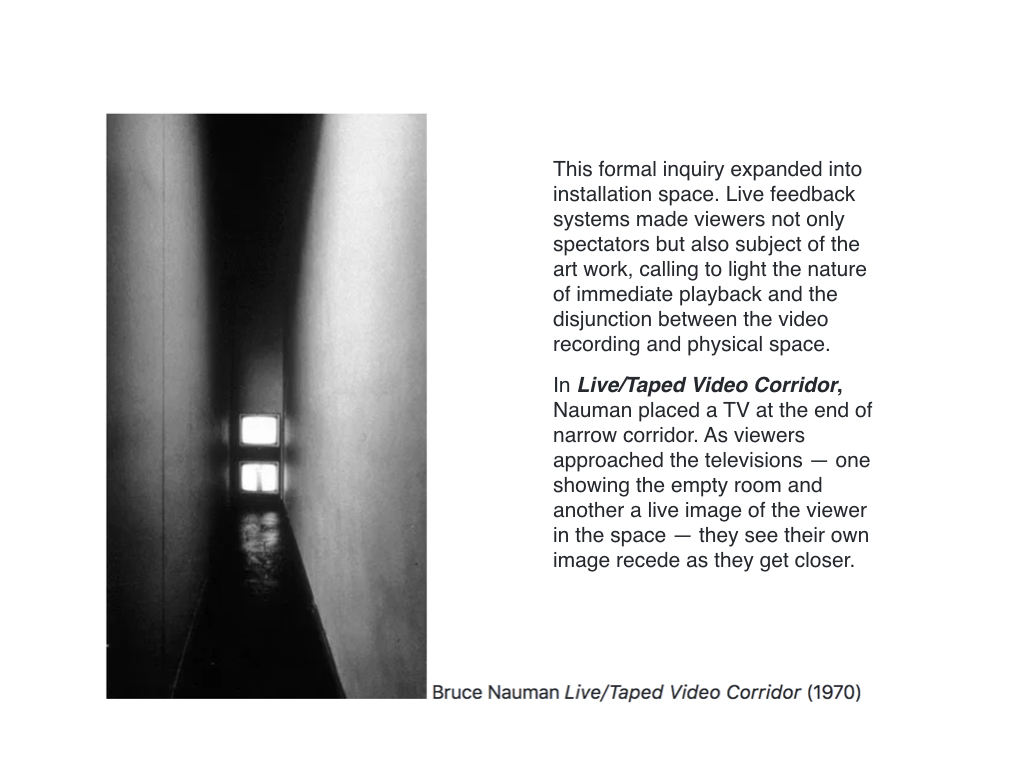 This formal inquiry expanded into
installation space. Live feedback
systems made viewers not only
spectators but also subject of the
art work, calling to light the nature
of immediate playback and the
disjunction between the video
recording and physical space.
In Live/Taped Video Corridor,
Nauman placed a TV at the end of
narrow corridor. As viewers
approached the televisions — one
showing the empty room and
another a live image of the viewer
in the space — they see their own
image recede as they get closer.
Bruce Nauman Live/Taped Video Corridor (1970)